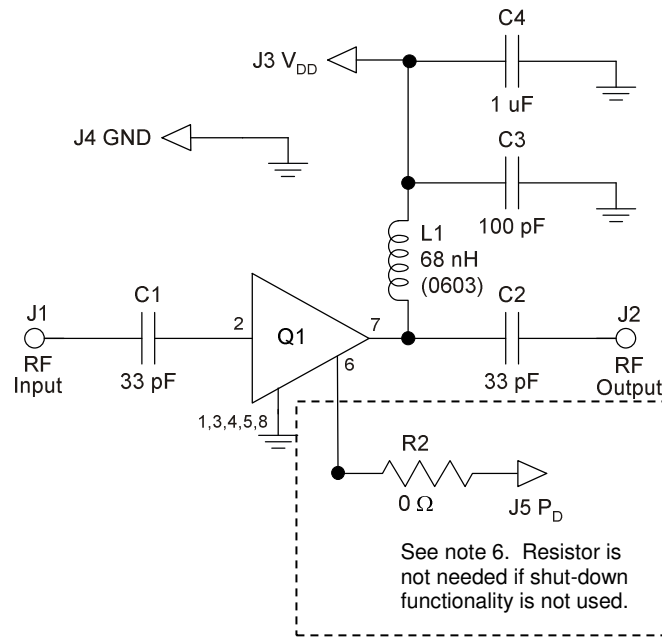 C4
J3 V_DD
1 uF
J4 GND
C3
100 pF
L1
68 nH
(0603)
C1
C2
J1
J2
2
Q1
7
6
RF
Input
33 pF
33 pF
RF
Output
1,3,4,5,8
R2
0 Ω
J5 P_D
See note 6. Resistor is
not needed if shut-down
functionality is not used.